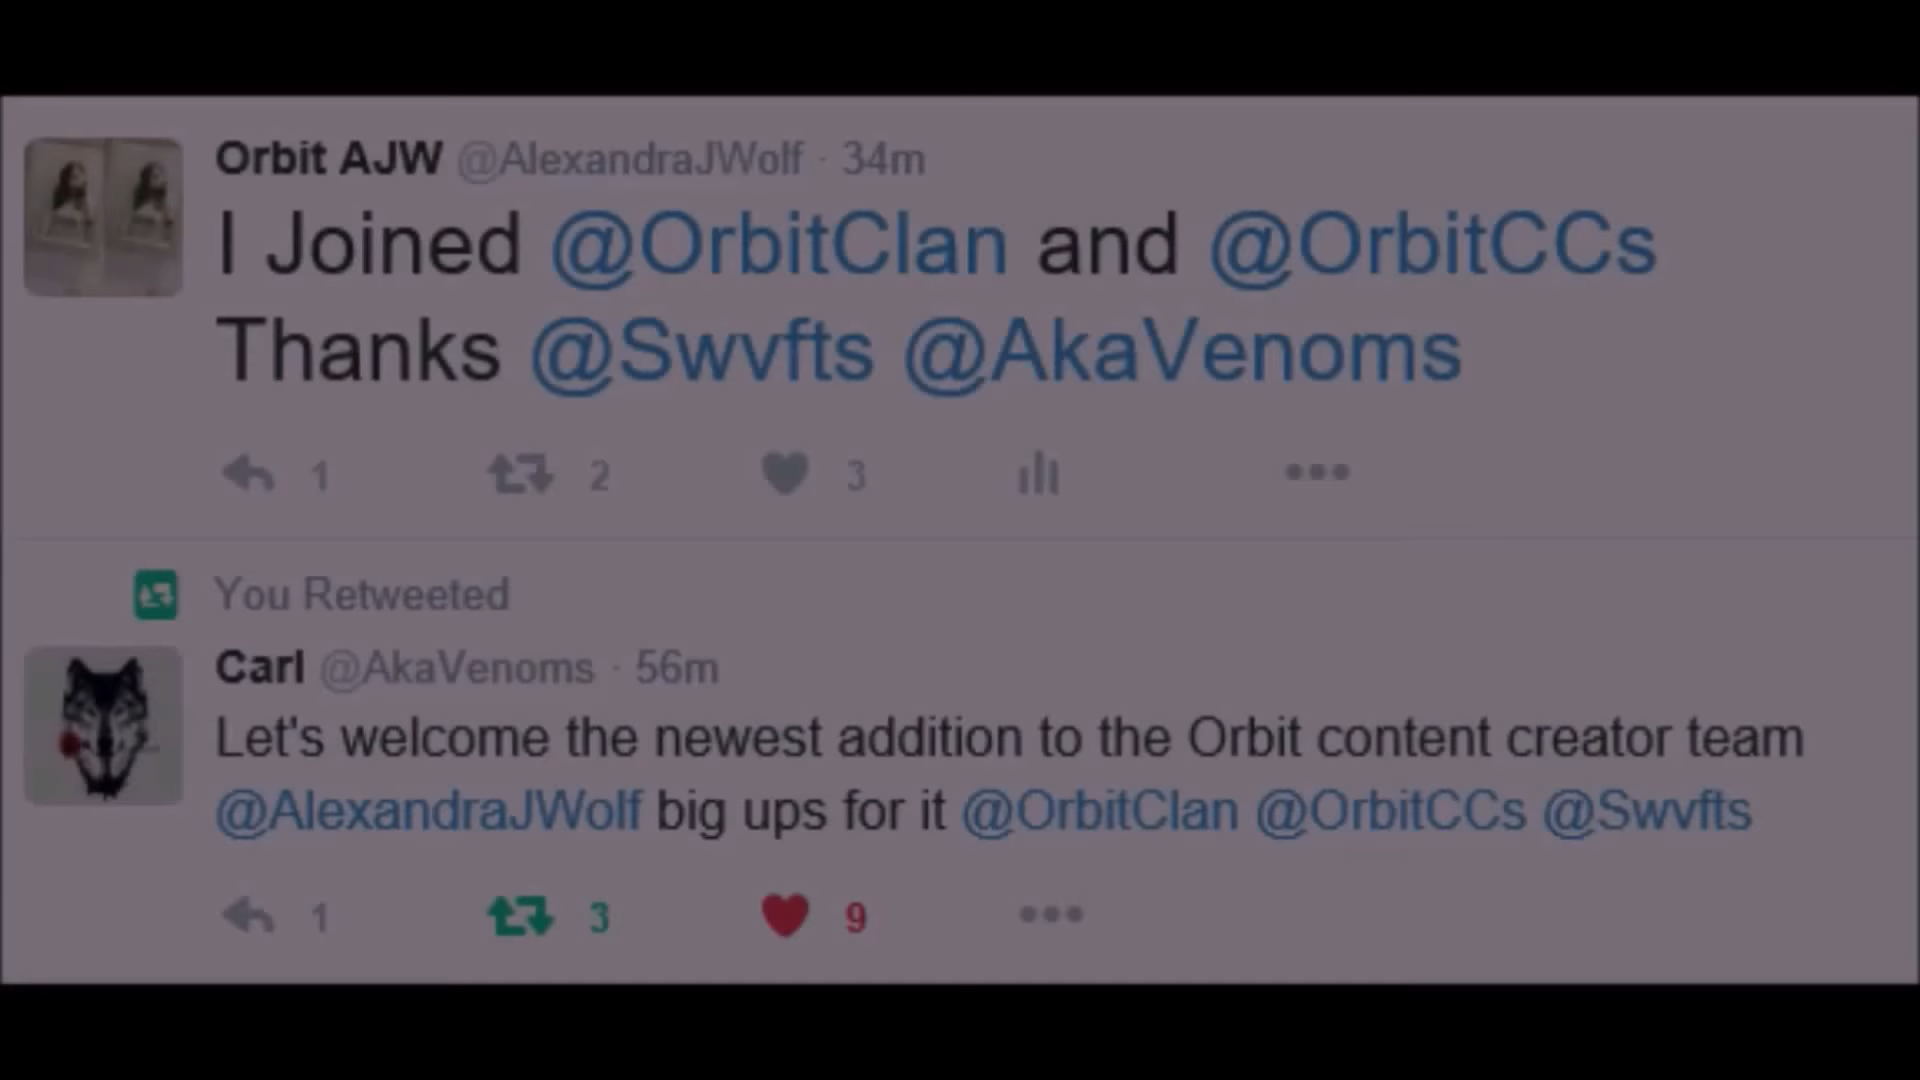 Orbit AJW @AlexandraJWolf · 34m
I Joined @OrbitClan and @OrbitCCs
Thanks @Swvfts @AkaVenoms
1 2 3
You Retweeted
Carl @AkaVenoms · 56m
Let's welcome the newest addition to the Orbit content creator team
@AlexandraJWolf big ups for it @OrbitClan @OrbitCCs @Swvfts
1 3 9